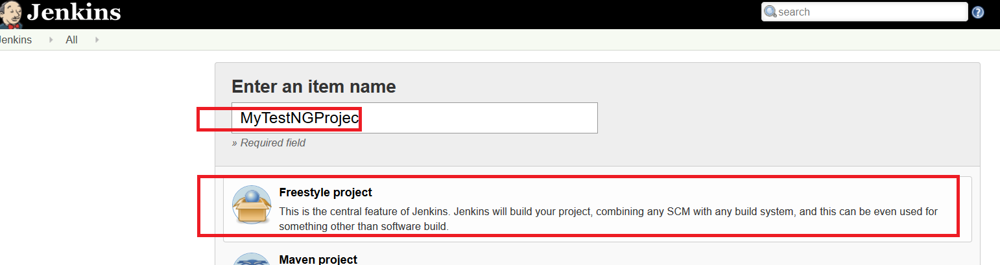 Jenkins
search
Jenkins All
Enter an item name
MyTestNGProjec
» Required field
Freestyle project
This is the central feature of Jenkins. Jenkins will build your project, combining any SCM with any build system, and this can be even used for
something other than software build.
Maven project